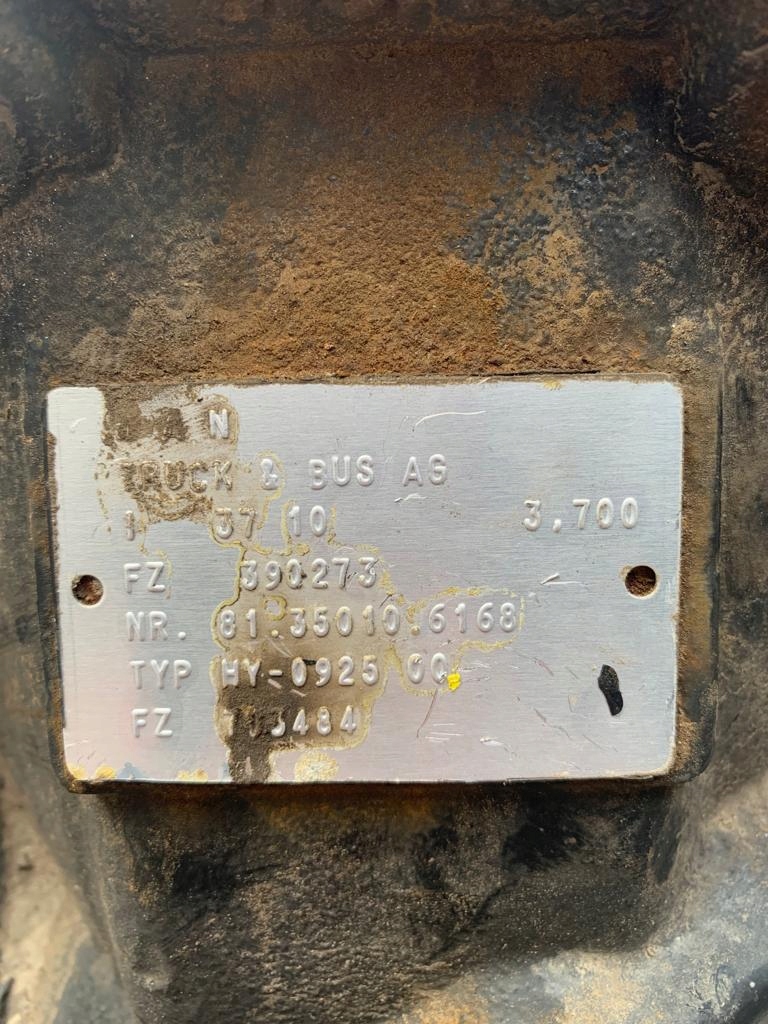 M A N
TRUCK & BUS AG
I 37 10 3,700
FZ 390273
NR. 81.35010.6168
TYP HY-0925 00
FZ